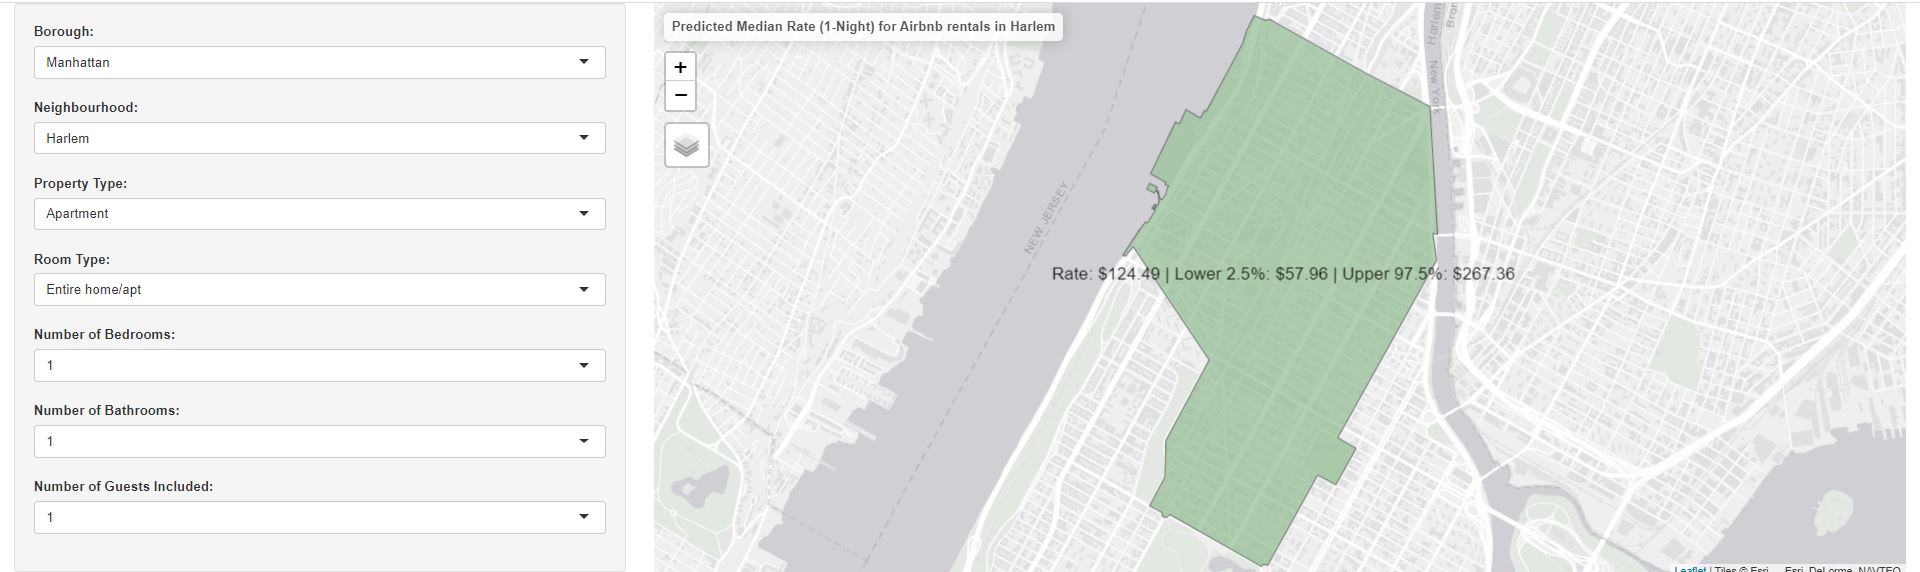 Borough:
Manhattan
Neighbourhood:
Harlem
Property Type:
Apartment
Room Type:
Entire home/apt
Number of Bedrooms:
1
Number of Bathrooms:
1
Number of Guests Included:
1
Predicted Median Rate (1-Night) for Airbnb rentals in Harlem
+
−
NEW JERSEY
Harlem
New York
Rate: $124.49 | Lower 2.5%: $57.96 | Upper 97.5%: $267.36
Leaflet | Tiles © Esri — Esri, DeLorme, NAVTEQ